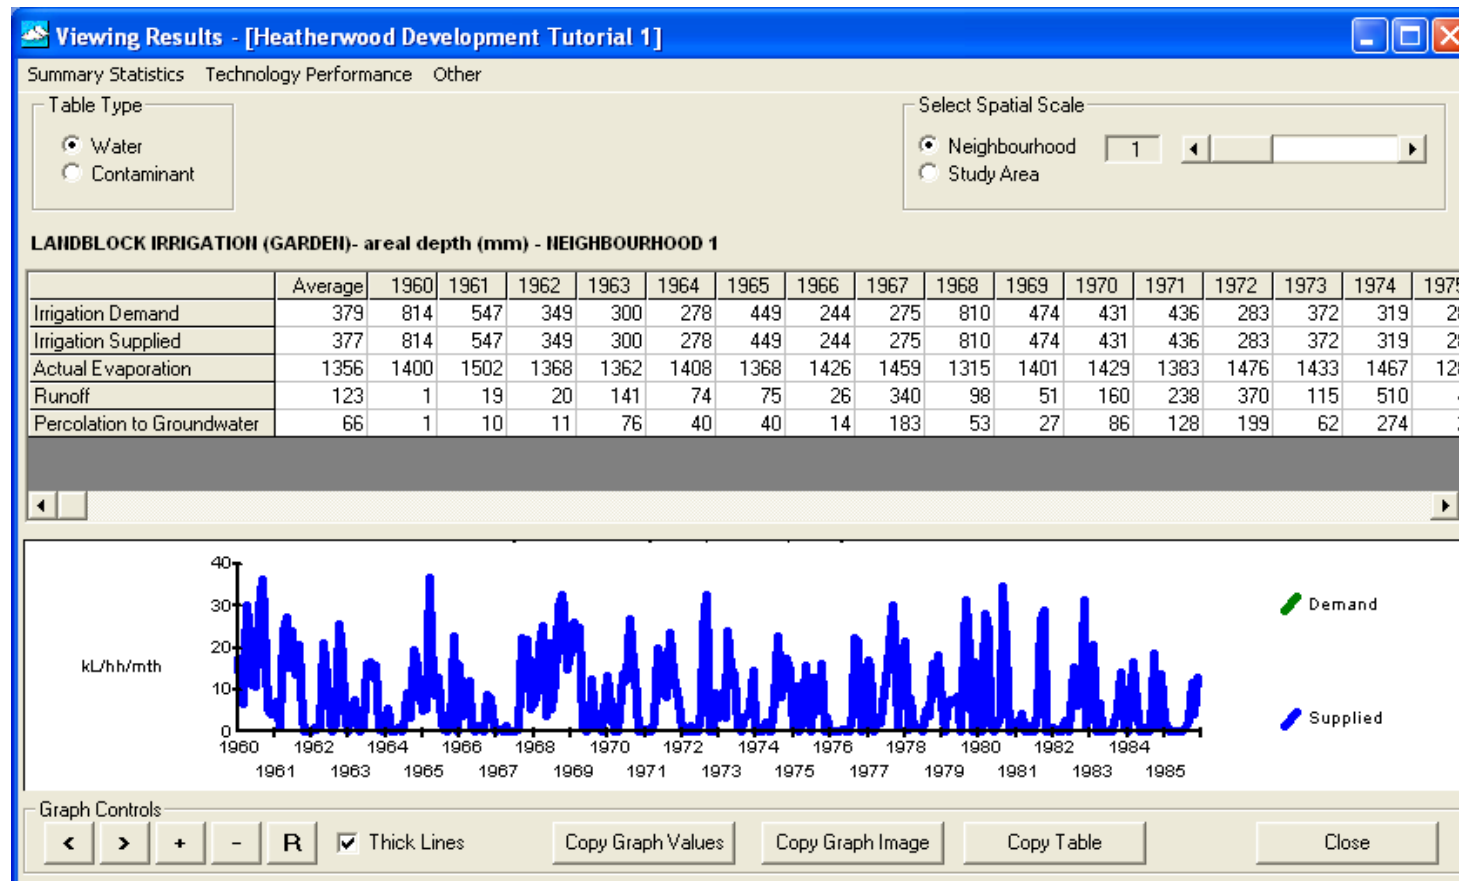 Viewing Results - [Heatherwood Development Tutorial 1]
Summary Statistics Technology Performance Other
Table Type
Water
Contaminant
Select Spatial Scale
Neighbourhood 1
Study Area
LANDBLOCK IRRIGATION (GARDEN)- areal depth (mm) - NEIGHBOURHOOD 1
Average 1960 1961 1962 1963 1964 1965 1966 1967 1968 1969 1970 1971 1972 1973 1974
Irrigation Demand 379 814 547 349 300 278 449 244 275 810 474 431 436 283 372 319
Irrigation Supplied 377 814 547 349 300 278 449 244 275 810 474 431 436 283 372 319
Actual Evaporation 1356 1400 1502 1368 1362 1408 1368 1426 1459 1315 1401 1429 1383 1476 1433 1467
Runoff 123 1 19 20 141 74 75 26 340 98 51 160 238 370 115 510
Percolation to Groundwater 66 1 10 11 76 40 40 14 183 53 27 86 128 199 62 274
40
30
20
10
0
kL/hh/mth
1960 1962 1964 1966 1968 1970 1972 1974 1976 1978 1980 1982 1984
1961 1963 1965 1967 1969 1971 1973 1975 1977 1979 1981 1983 1985
Demand
Supplied
Graph Controls
< > + - R Thick Lines Copy Graph Values Copy Graph Image Copy Table Close